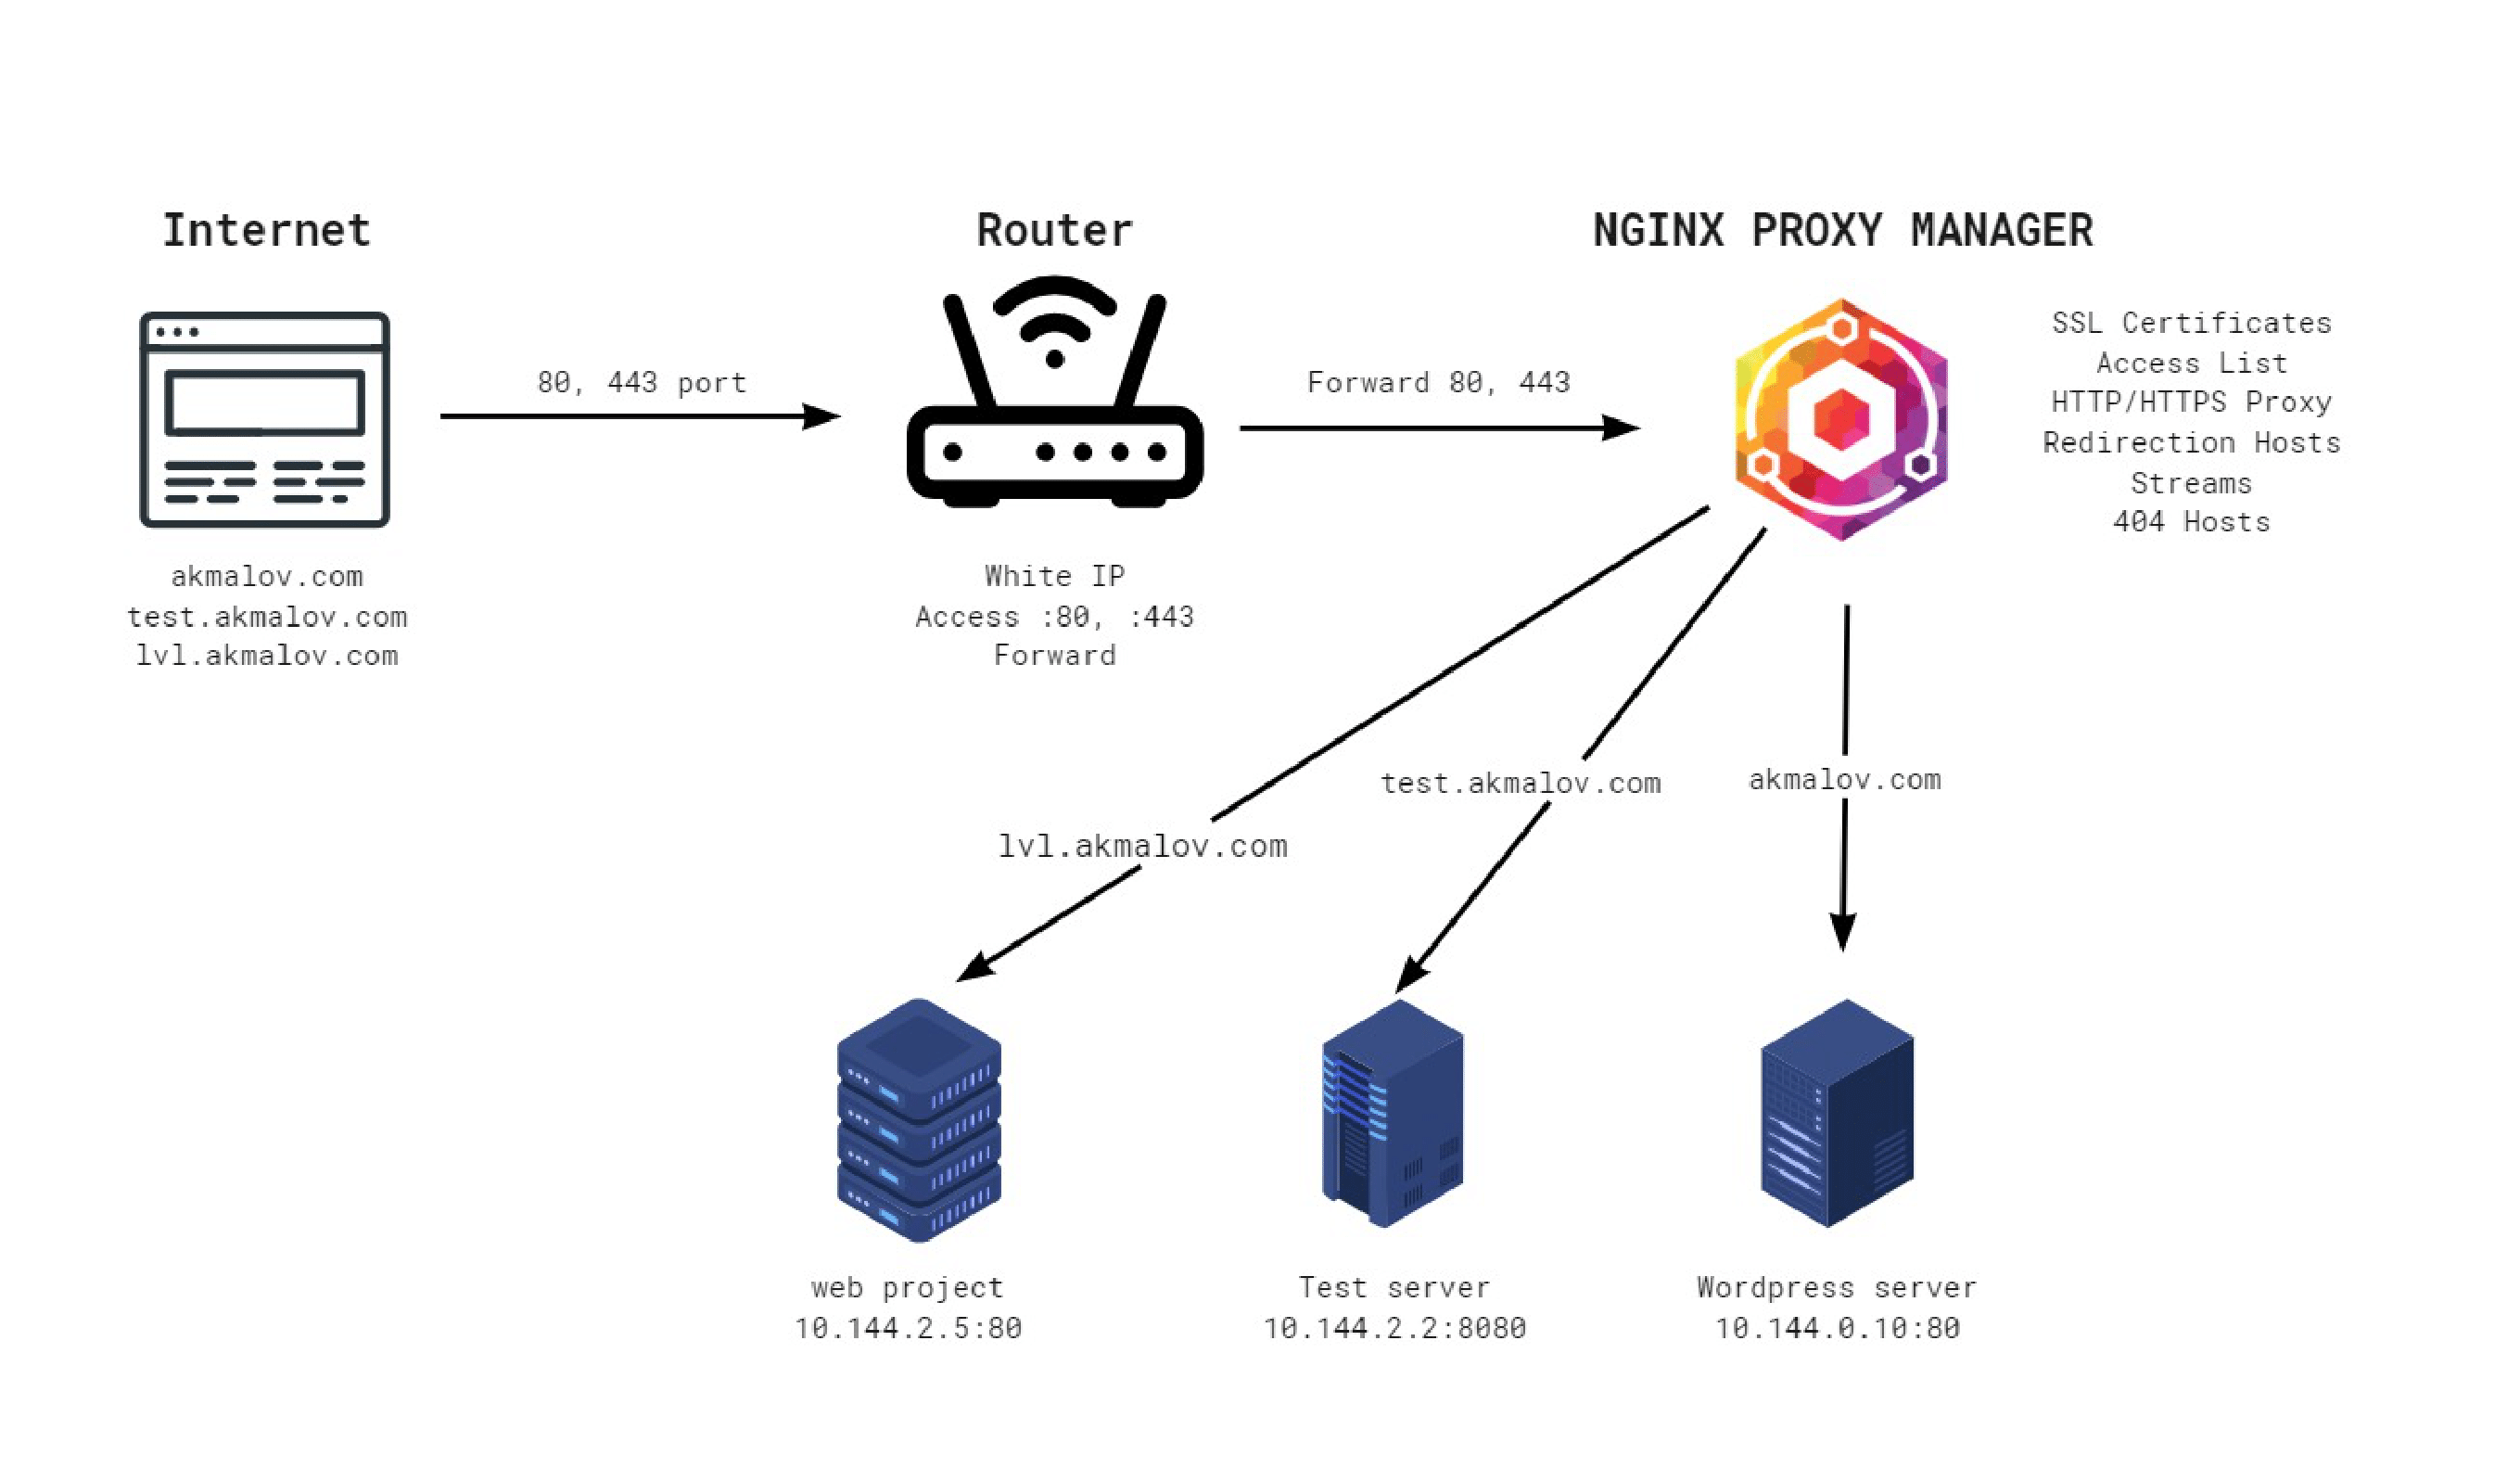 Internet
Router
NGINX PROXY MANAGER
80, 443 port
Forward 80, 443
SSL Certificates
Access List
HTTP/HTTPS Proxy
Redirection Hosts
Streams
404 Hosts
akmalov.com
test.akmalov.com
lvl.akmalov.com
White IP
Access :80, :443
Forward
lvl.akmalov.com
test.akmalov.com
akmalov.com
web project
10.144.2.5:80
Test server
10.144.2.2:8080
Wordpress server
10.144.0.10:80